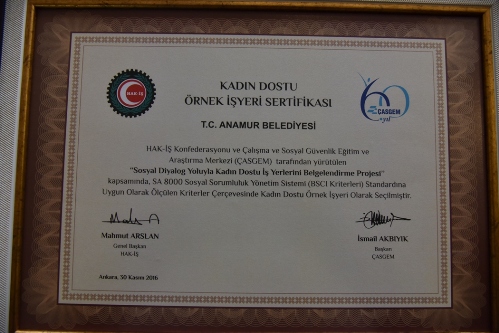 HAK-İŞ
60
ÇASGEM
yıl
KADIN DOSTU
ÖRNEK İŞYERİ SERTİFİKASI
T.C. ANAMUR BELEDİYESİ
HAK-İŞ Konfederasyonu ve Çalışma ve Sosyal Güvenlik Eğitim ve
Araştırma Merkezi (ÇASGEM) tarafından yürütülen
"Sosyal Diyalog Yoluyla Kadın Dostu İş Yerlerini Belgelendirme Projesi"
kapsamında, SA 8000 Sosyal Sorumluluk Yönetim Sistemi (BSCI Kriterleri) Standardına
Uygun Olarak Ölçülen Kriterler Çerçevesinde Kadın Dostu Örnek İşyeri Olarak Seçilmiştir.
Mahmut ARSLAN
Genel Başkan
HAK-İŞ
İsmail AKBIYIK
Başkan
ÇASGEM
Ankara, 30 Kasım 2016